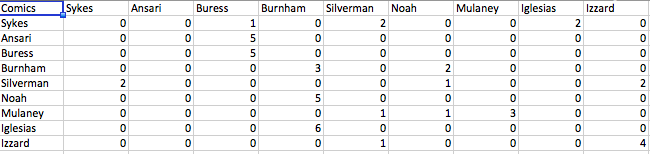 Comics Sykes Ansari Buress Burnham Silverman Noah Mulaney Iglesias Izzard
Sykes 0 0 1 0 2 0 0 2 0
Ansari 0 0 5 0 0 0 0 0 0
Buress 0 0 5 0 0 0 0 0 0
Burnham 0 0 0 3 0 2 0 0 0
Silverman 2 0 0 0 0 1 0 0 2
Noah 0 0 0 5 0 0 0 0 0
Mulaney 0 0 0 0 1 1 3 0 0
Iglesias 0 0 0 6 0 0 0 0 0
Izzard 0 0 0 0 1 0 0 0 4